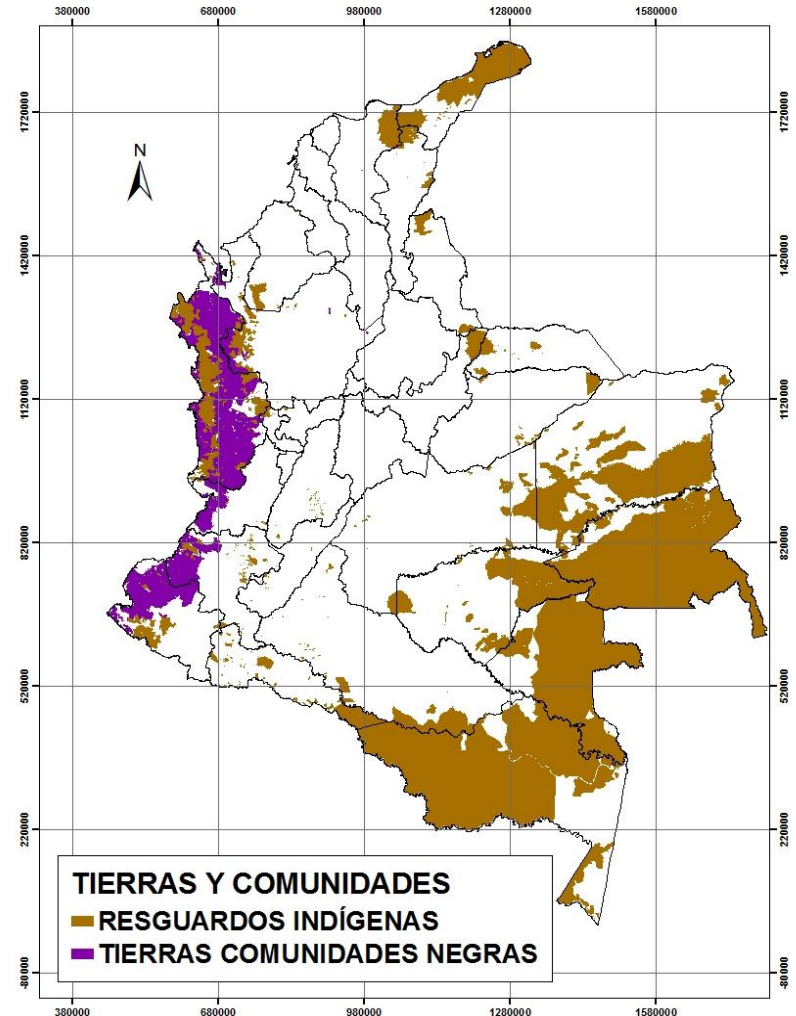 380000 680000 980000 1280000 1580000
N
1720000 1720000
1420000 1420000
1120000 1120000
820000 820000
520000 520000
220000 220000
-80000 -80000
TIERRAS Y COMUNIDADES
RESGUARDOS INDÍGENAS
TIERRAS COMUNIDADES NEGRAS
380000 680000 980000 1280000 1580000